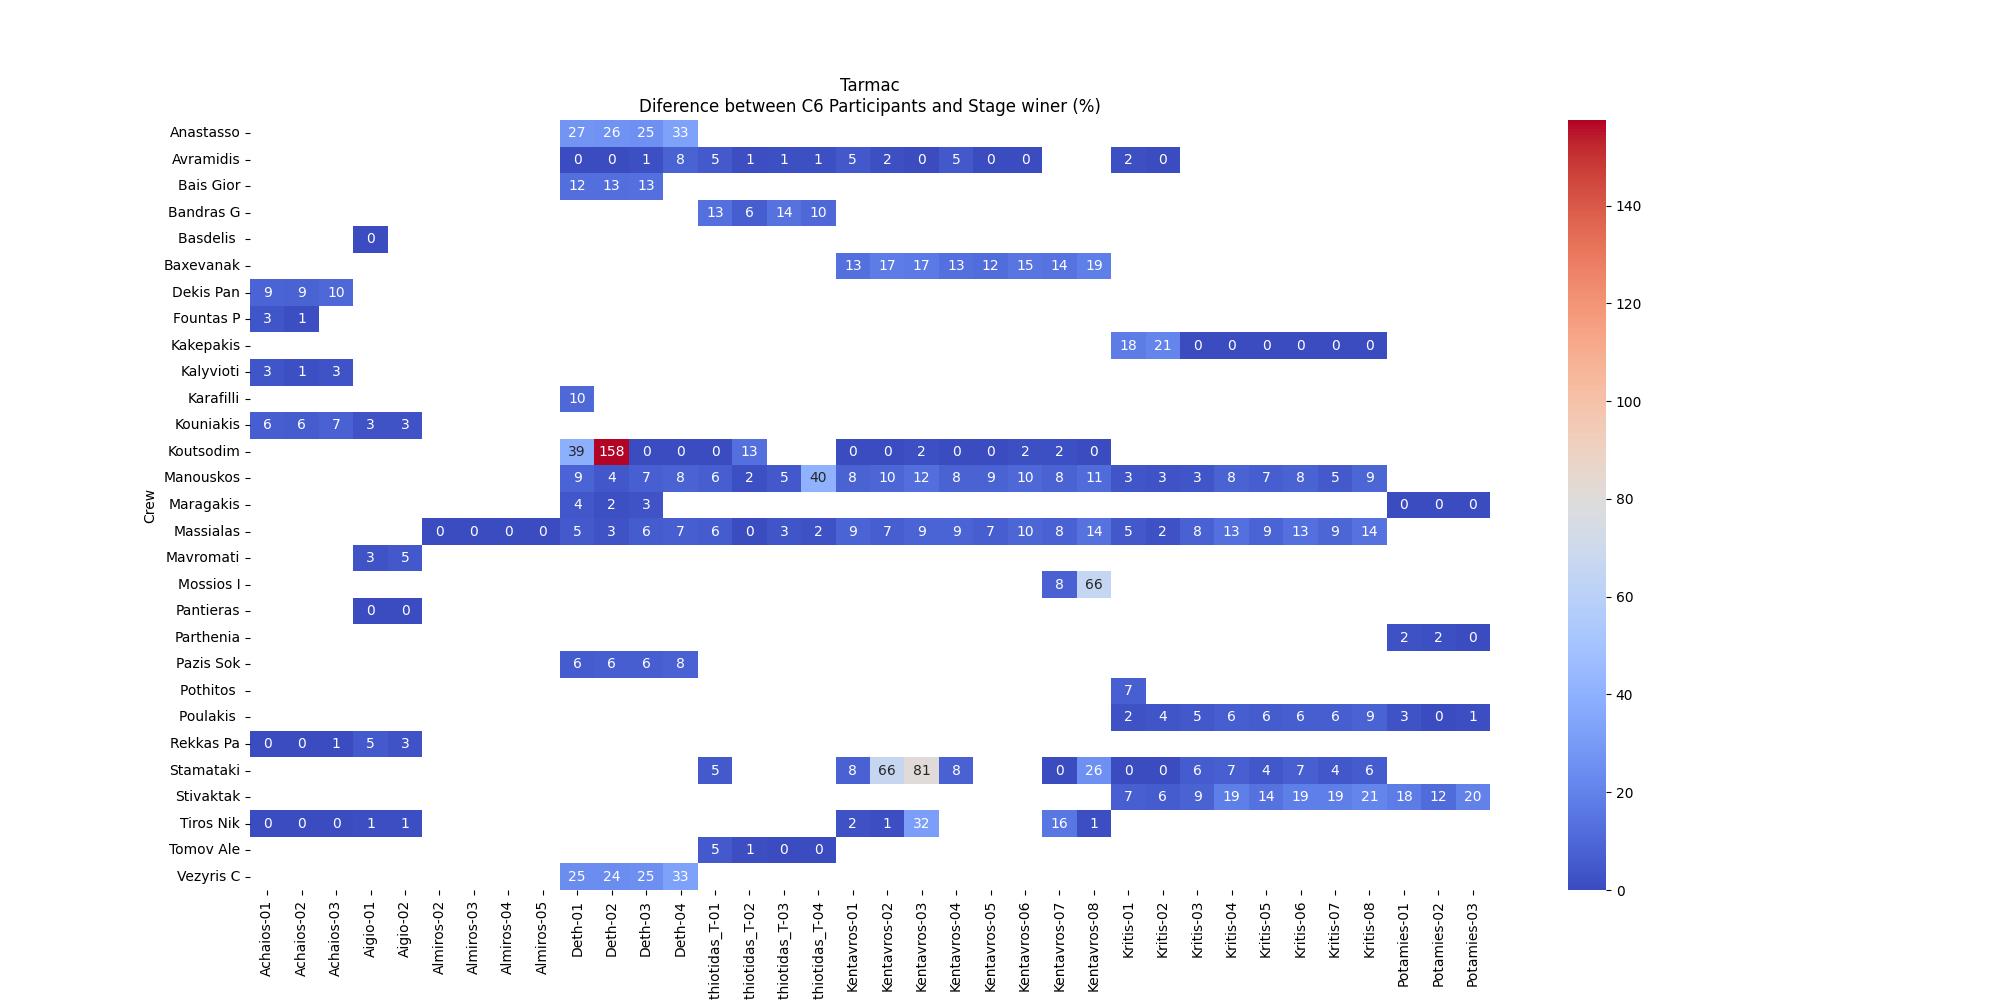 Tarmac
Diference between C6 Participants and Stage winer (%)
Crew
Anastasso 27 26 25 33
Avramidis 0 0 1 8 5 1 1 1 5 2 0 5 0 0 2 0
Bais Gior 12 13 13
Bandras G 13 6 14 10
Basdelis 0
Baxevanak 13 17 17 13 12 15 14 19
Dekis Pan 9 9 10
Fountas P 3 1
Kakepakis 18 21 0 0 0 0 0 0
Kalyvioti 3 1 3
Karafilli 10
Kouniakis 6 6 7 3 3
Koutsodim 39 158 0 0 0 13 0 0 2 0 0 2 2 0
Manouskos 9 4 7 8 6 2 5 40 8 10 12 8 9 10 8 11 3 3 3 8 7 8 5 9
Maragakis 4 2 3 0 0 0
Massialas 0 0 0 0 5 3 6 7 6 0 3 2 9 7 9 9 7 10 8 14 5 2 8 13 9 13 9 14
Mavromati 3 5
Mossios I 8 66
Pantieras 0 0
Parthenia 2 2 0
Pazis Sok 6 6 6 8
Pothitos 7
Poulakis 2 4 5 6 6 6 6 9 3 0 1
Rekkas Pa 0 0 1 5 3
Stamataki 5 8 66 81 8 0 26 0 0 6 7 4 7 4 6
Stivaktak 7 6 9 19 14 19 19 21 18 12 20
Tiros Nik 0 0 0 1 1 2 1 32 16 1
Tomov Ale 5 1 0 0
Vezyris C 25 24 25 33
Achaios-01
Achaios-02
Achaios-03
Aigio-01
Aigio-02
Almiros-02
Almiros-03
Almiros-04
Almiros-05
Deth-01
Deth-02
Deth-03
Deth-04
thiotidas_T-01
thiotidas_T-02
thiotidas_T-03
thiotidas_T-04
Kentavros-01
Kentavros-02
Kentavros-03
Kentavros-04
Kentavros-05
Kentavros-06
Kentavros-07
Kentavros-08
Kritis-01
Kritis-02
Kritis-03
Kritis-04
Kritis-05
Kritis-06
Kritis-07
Kritis-08
Potamies-01
Potamies-02
Potamies-03
140
120
100
80
60
40
20
0